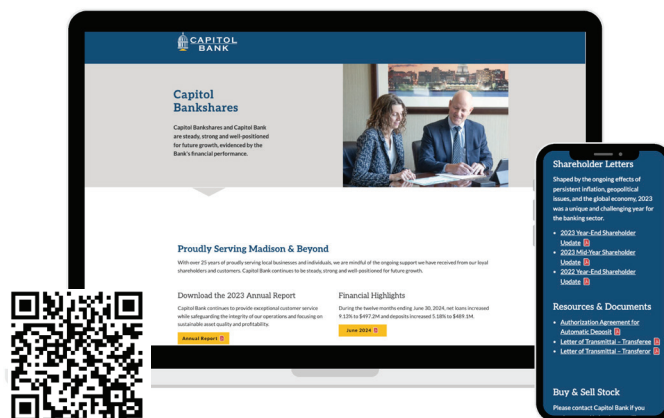 CAPITOL
BANK
Capitol
Bankshares
Capitol Bankshares and Capitol Bank
are steady, strong and well-positioned
for future growth, evidenced by the
Bank's financial performance.
Proudly Serving Madison & Beyond
With over 25 years of proudly serving local businesses and individuals, we are mindful of the ongoing support we have received from our loyal
shareholders and customers. Capitol Bank continues to be steady, strong and well-positioned for future growth.
Download the 2023 Annual Report
Capitol Bank continues to provide exceptional customer service
while safeguarding the integrity of our operations and focusing on
sustainable asset quality and profitability.
Annual Report
Financial Highlights
During the twelve months ending June 30, 2024, net loans increased
9.12% to $497.2M and deposits increased 5.18% to $489.1M.
June 2024
Shareholder Letters
Shaped by the ongoing effects of
persistent inflation, geopolitical
issues, and the global economy, 2023
was a unique and challenging year for
the banking sector.
• 2023 Year-End Shareholder
Update
• 2023 Mid-Year Shareholder
Update
• 2022 Year-End Shareholder
Update
Resources & Documents
• Authorization Agreement for
Automatic Deposit
• Letter of Transmittal – Transferee
• Letter of Transmittal – Transferor
Buy & Sell Stock
Please contact Capitol Bank if you